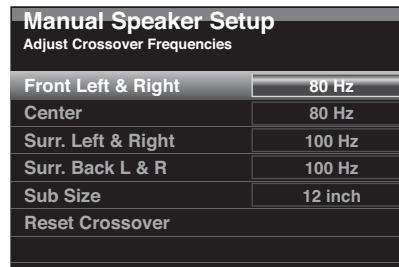 Manual Speaker Setup
Adjust Crossover Frequencies
Front Left & Right 80 Hz
Center 80 Hz
Surr. Left & Right 100 Hz
Surr. Back L & R 100 Hz
Sub Size 12 inch
Reset Crossover